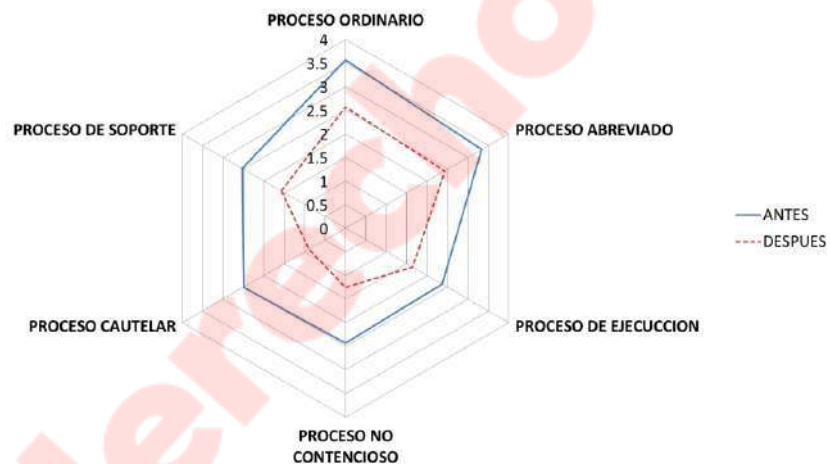 PROCESO ORDINARIO
4
3.5
3
2.5
2
1.5
1
0.5
0
PROCESO ABREVIADO
PROCESO DE EJECUCCION
PROCESO NO
CONTENCIOSO
PROCESO CAUTELAR
PROCESO DE SOPORTE
ANTES
DESPUES